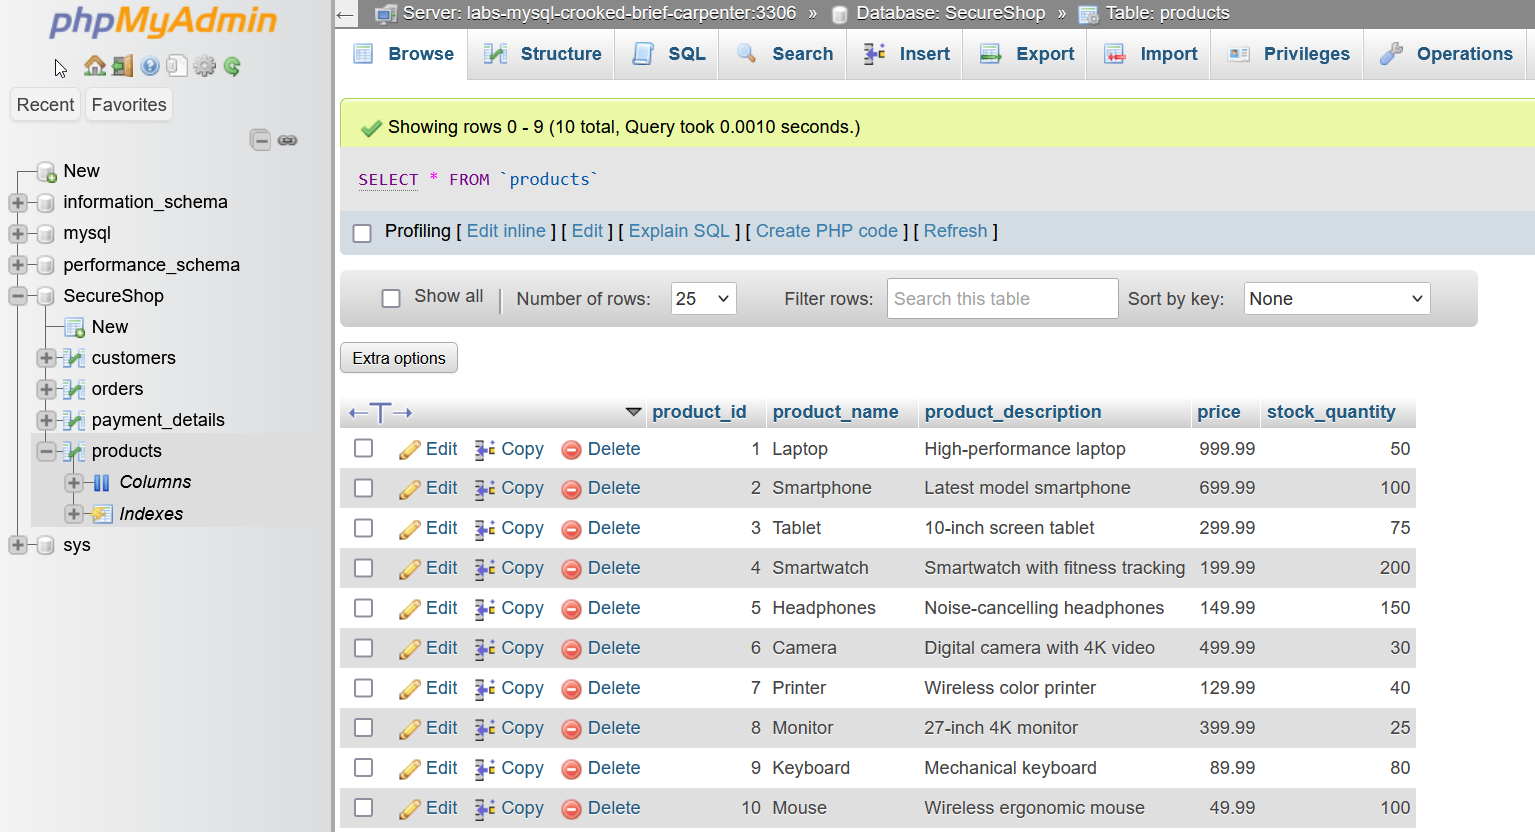 phpMyAdmin
Recent Favorites
New
information_schema
mysql
performance_schema
SecureShop
New
customers
orders
payment_details
products
Columns
Indexes
sys
Server: labs-mysql-crooked-brief-carpenter:3306 » Database: SecureShop » Table: products
Browse Structure SQL Search Insert Export Import Privileges Operations
Showing rows 0 - 9 (10 total, Query took 0.0010 seconds.)
SELECT * FROM `products`
Profiling [ Edit inline ] [ Edit ] [ Explain SQL ] [ Create PHP code ] [ Refresh ]
Show all Number of rows: 25 Filter rows: Search this table Sort by key: None
Extra options
←T→ product_id product_name product_description price stock_quantity
Edit Copy Delete 1 Laptop High-performance laptop 999.99 50
Edit Copy Delete 2 Smartphone Latest model smartphone 699.99 100
Edit Copy Delete 3 Tablet 10-inch screen tablet 299.99 75
Edit Copy Delete 4 Smartwatch Smartwatch with fitness tracking 199.99 200
Edit Copy Delete 5 Headphones Noise-cancelling headphones 149.99 150
Edit Copy Delete 6 Camera Digital camera with 4K video 499.99 30
Edit Copy Delete 7 Printer Wireless color printer 129.99 40
Edit Copy Delete 8 Monitor 27-inch 4K monitor 399.99 25
Edit Copy Delete 9 Keyboard Mechanical keyboard 89.99 80
Edit Copy Delete 10 Mouse Wireless ergonomic mouse 49.99 100